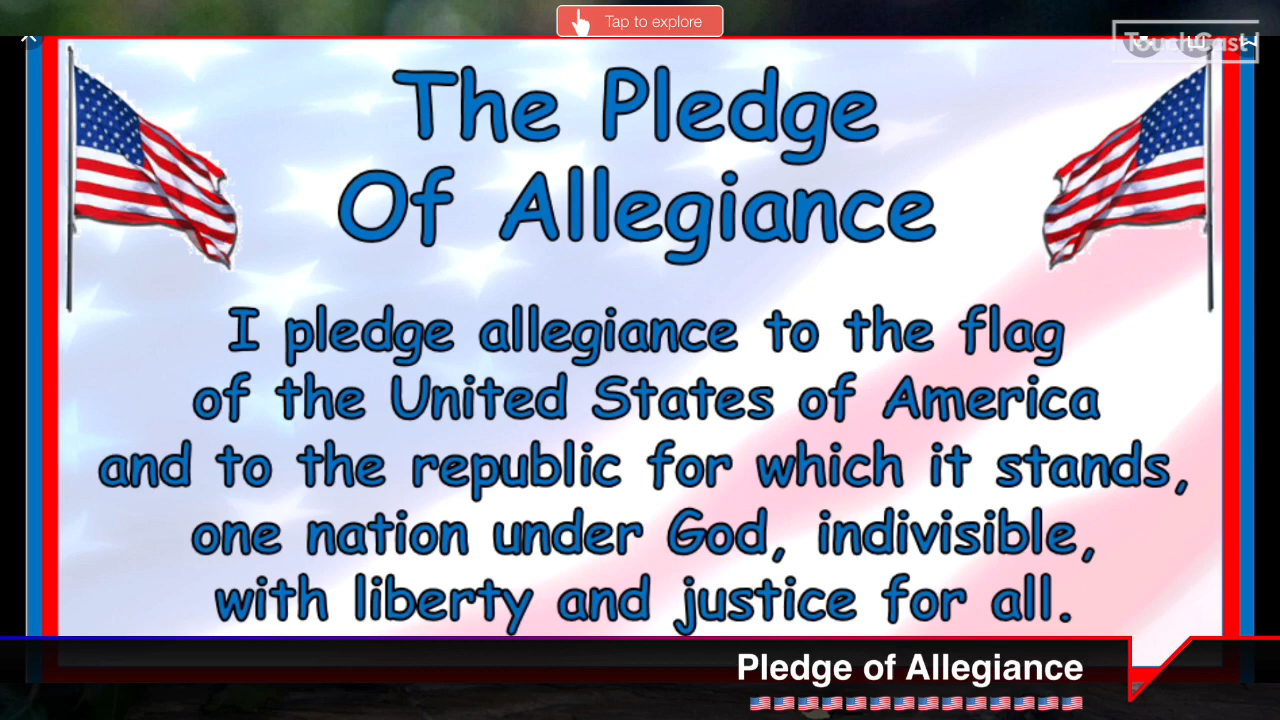 Tap to explore
TouchCast
The Pledge
Of Allegiance
I pledge allegiance to the flag
of the United States of America
and to the republic for which it stands,
one nation under God, indivisible,
with liberty and justice for all.
Pledge of Allegiance